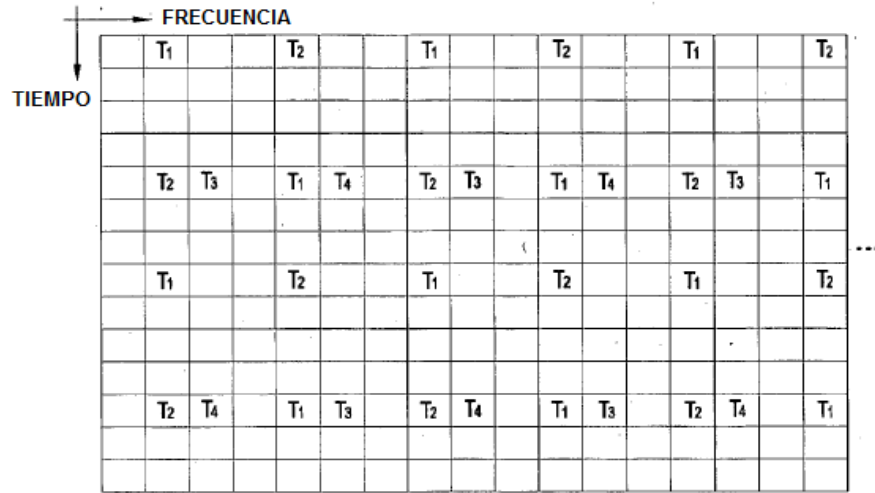 FRECUENCIA
T1 T2 T1 T2 T1 T2
TIEMPO
T2 T3 T1 T4 T2 T3 T1 T4 T2 T3 T1
...
T1 T2 T1 T2 T1 T2
T2 T4 T1 T3 T2 T4 T1 T3 T2 T4 T1